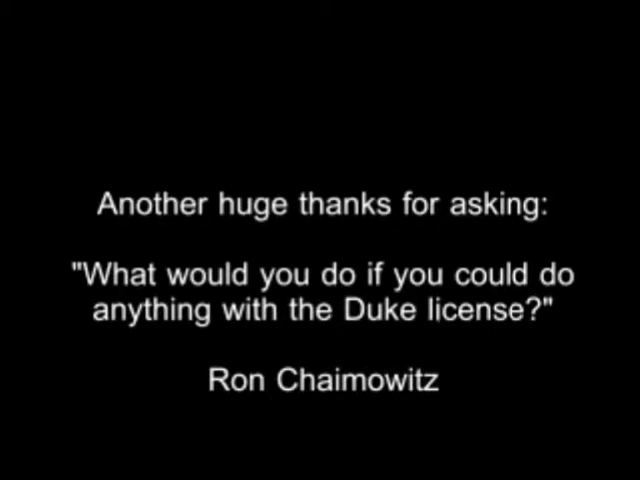 Another huge thanks for asking:
"What would you do if you could do
anything with the Duke license?"
Ron Chaimowitz